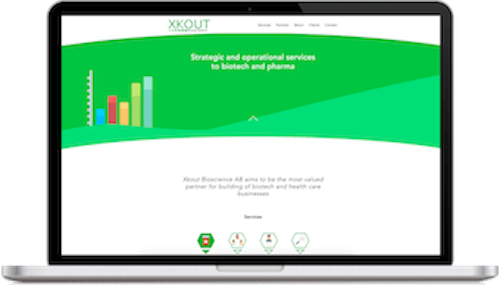 XKOUT
Services Partners About Clients Contact
Strategic and operational services
to biotech and pharma
Xkout Bioscience AB aims to be the most valued
partner for building of biotech and health care
businesses
Services